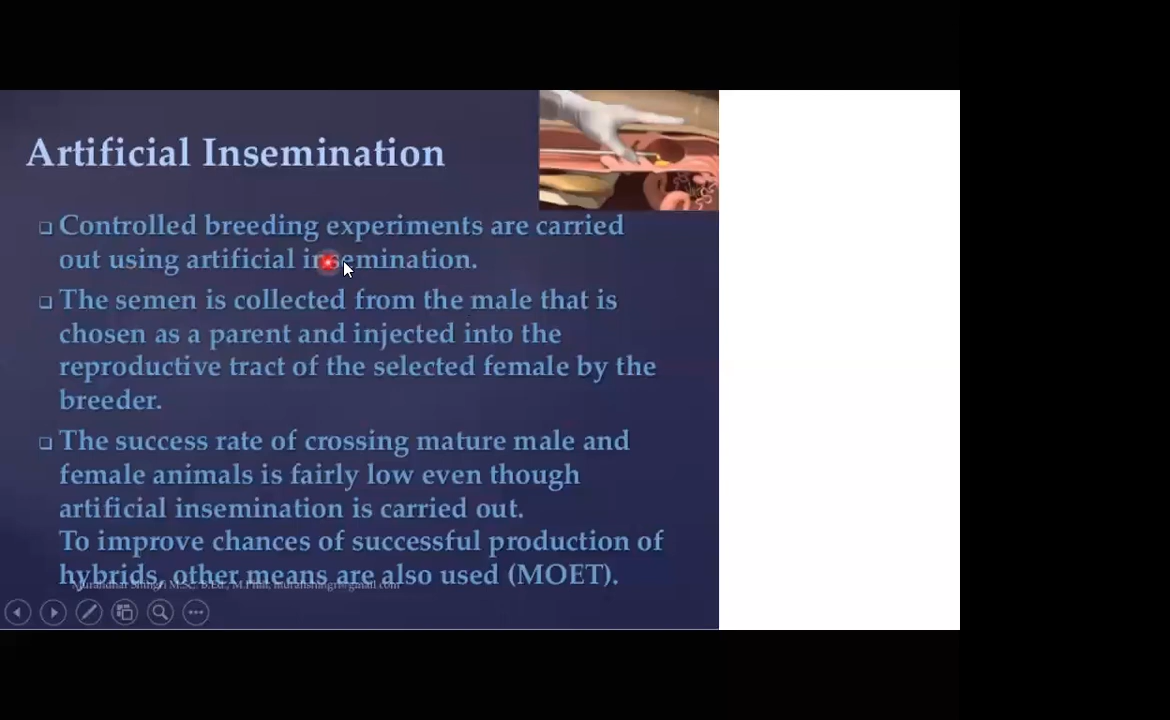 Artificial Insemination
❑ Controlled breeding experiments are carried
out using artificial insemination.
❑ The semen is collected from the male that is
chosen as a parent and injected into the
reproductive tract of the selected female by the
breeder.
❑ The success rate of crossing mature male and
female animals is fairly low even though
artificial insemination is carried out.
To improve chances of successful production of
hybrids, other means are also used (MOET).